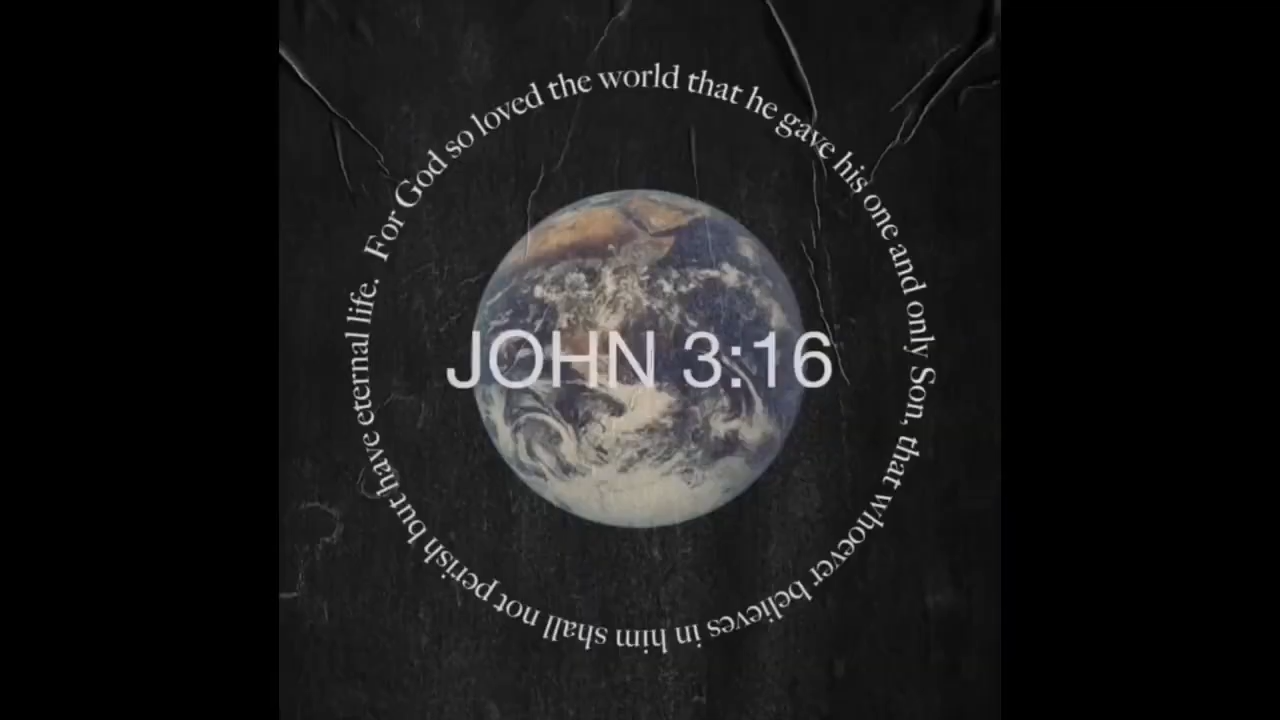 For God so loved the world that he gave his one and only Son, that whoever believes in him shall not perish but have eternal life.
JOHN 3:16